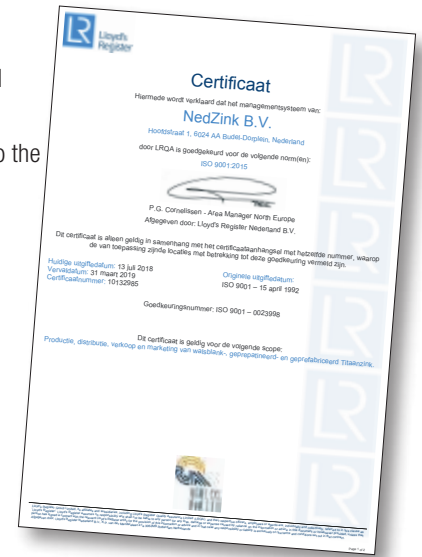 l
o the
LR
Lloyd's
Register
Certificaat
Hiermede wordt verklaard dat het managementsysteem van:
NedZink B.V.
Hoofdstraat 1, 6024 AA Budel-Dorplein, Nederland
door LRQA is goedgekeurd voor de volgende norm(en):
ISO 9001:2015
P.G. Cornelissen - Area Manager North Europe
Afgegeven door: Lloyd's Register Nederland B.V.
Dit certificaat is alleen geldig in samenhang met het certificaataanhangsel met hetzelfde nummer, waarop
de van toepassing zijnde locaties met betrekking tot deze goedkeuring vermeld zijn.
Huidige uitgiftedatum: 13 juli 2018
Vervaldatum: 31 maart 2019
Certificaatnummer: 10132985
Originele uitgiftedatum:
ISO 9001 – 15 april 1992
Goedkeuringsnummer: ISO 9001 – 0023998
Dit certificaat is geldig voor de volgende scope:
Productie, distributie, verkoop en marketing van walsblank-, geprepatineerd- en geprefabriceerd Titaanzink.